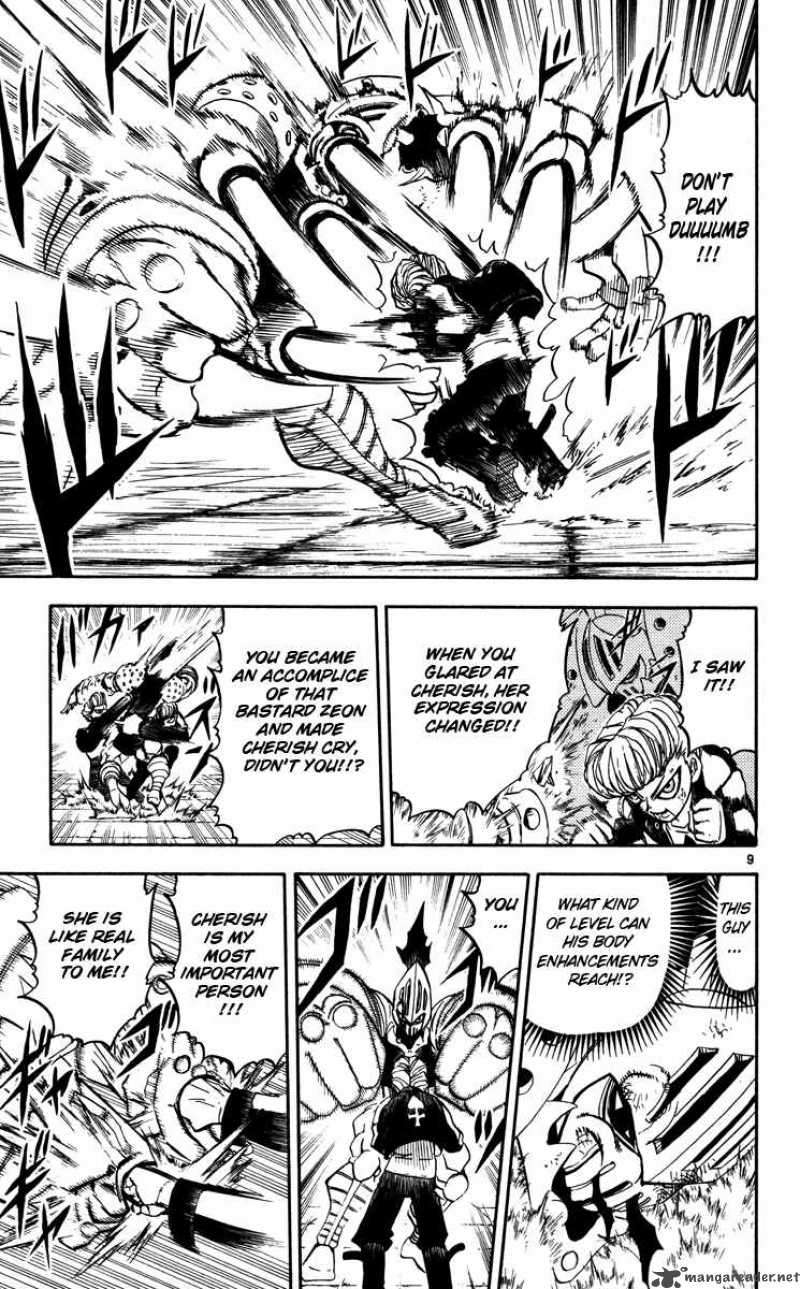 DON'T
PLAY
DUUUUMB
!!!
I SAW
IT!!
WHEN YOU
GLARED AT
CHERISH, HER
EXPRESSION
CHANGED!!
YOU BECAME
AN ACCOMPLICE
OF THAT
BASTARD ZEON
AND MADE
CHERISH CRY,
DIDN'T YOU!!?
9
THIS
GUY
...
WHAT KIND
OF LEVEL CAN
HIS BODY
ENHANCEMENTS
REACH!?
YOU
...
CHERISH
IS MY
MOST
IMPORTANT
PERSON
!!!
SHE IS
LIKE REAL
FAMILY
TO ME!!
mangareader.net